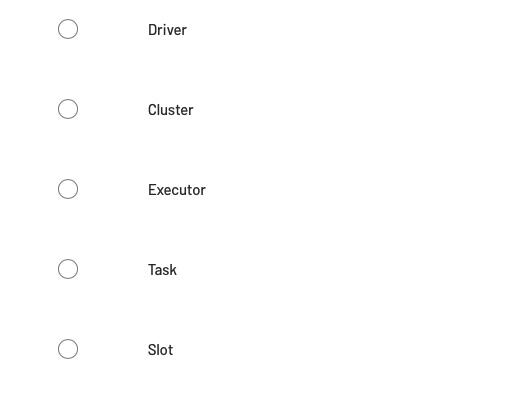 Driver
Cluster
Executor
Task
Slot